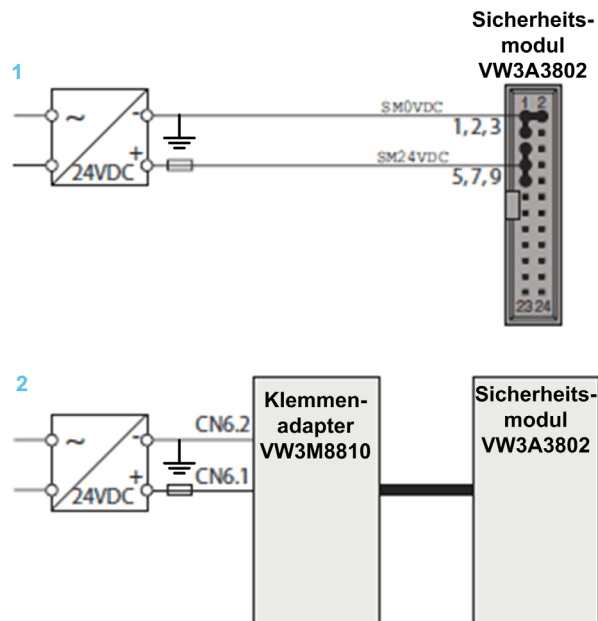 Sicherheits-
modul
VW3A3802
1
~
-
+
24VDC
SM0VDC
1,2,3
SM24VDC
5,7,9
1 2
23 24
2
~
-
+
24VDC
CN6.2
CN6.1
Klemmen-
adapter
VW3M8810
Sicherheits-
modul
VW3A3802